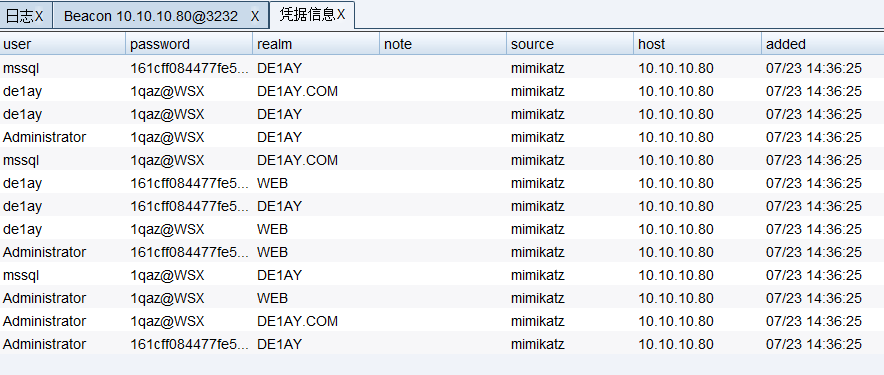 日志X Beacon 10.10.10.80@3232 X 凭据信息X
user password realm note source host added
mssql 161cff084477fe5... DE1AY mimikatz 10.10.10.80 07/23 14:36:25
de1ay 1qaz@WSX DE1AY.COM mimikatz 10.10.10.80 07/23 14:36:25
de1ay 1qaz@WSX DE1AY mimikatz 10.10.10.80 07/23 14:36:25
Administrator 1qaz@WSX DE1AY mimikatz 10.10.10.80 07/23 14:36:25
mssql 1qaz@WSX DE1AY.COM mimikatz 10.10.10.80 07/23 14:36:25
de1ay 161cff084477fe5... WEB mimikatz 10.10.10.80 07/23 14:36:25
de1ay 161cff084477fe5... DE1AY mimikatz 10.10.10.80 07/23 14:36:25
de1ay 1qaz@WSX WEB mimikatz 10.10.10.80 07/23 14:36:25
Administrator 161cff084477fe5... WEB mimikatz 10.10.10.80 07/23 14:36:25
mssql 1qaz@WSX DE1AY mimikatz 10.10.10.80 07/23 14:36:25
Administrator 1qaz@WSX WEB mimikatz 10.10.10.80 07/23 14:36:25
Administrator 1qaz@WSX DE1AY.COM mimikatz 10.10.10.80 07/23 14:36:25
Administrator 161cff084477fe5... DE1AY mimikatz 10.10.10.80 07/23 14:36:25